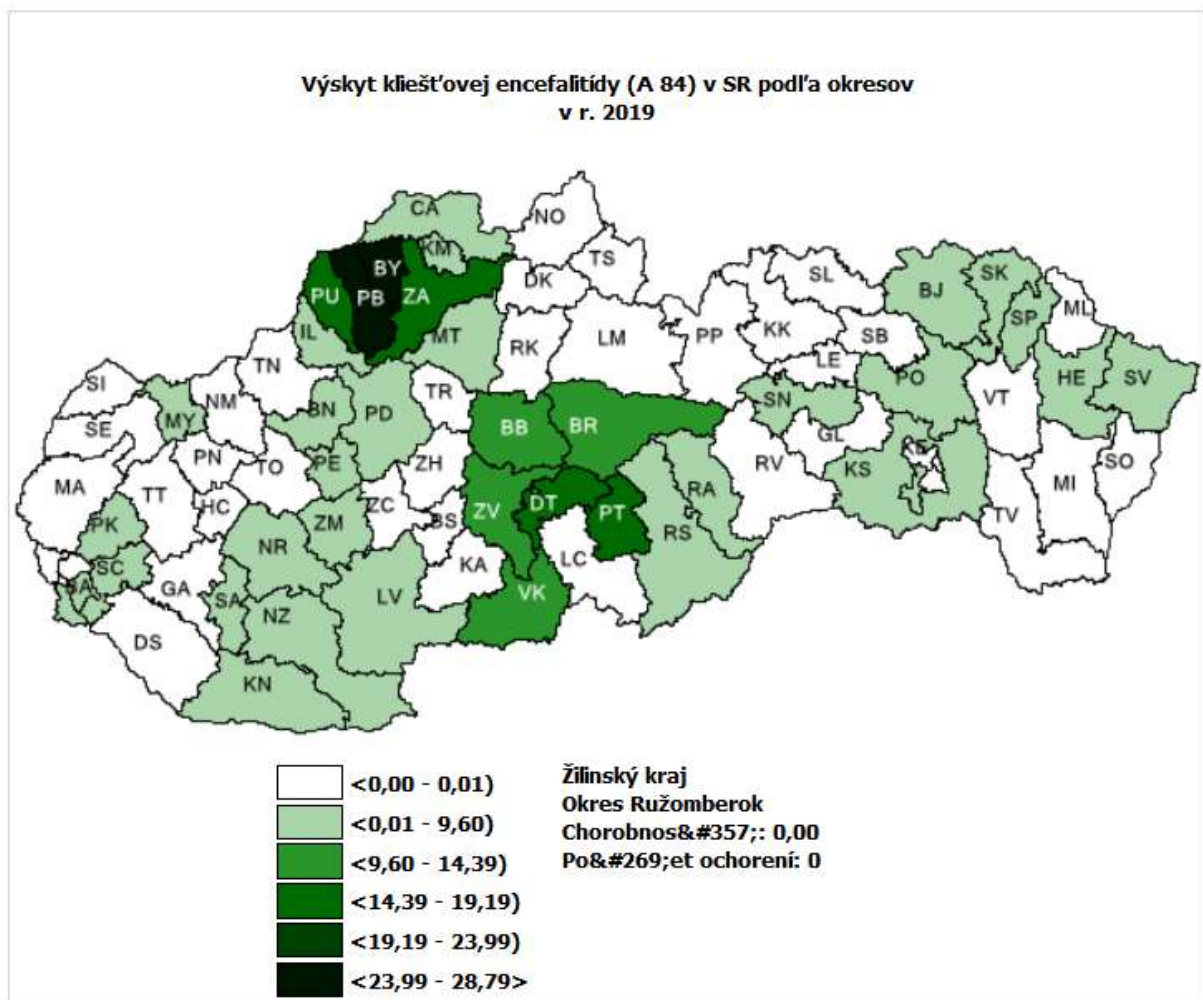 Výskyt kliešťovej encefalitídy (A 84) v SR podľa okresov
v r. 2019
CA
NO
KM
BY
TS
PU
PB
ZA
DK
SL
BJ
SK
ML
IL
MT
RK
LM
PP
KK
SB
SP
TN
LE
PO
HE
SV
SI
MY
NM
BN
PD
TR
BB
BR
SN
VT
SE
PN
TO
PE
ZH
GL
KE
MA
TT
HC
ZM
ZC
BS
ZV
DT
PT
RA
RV
KS
MI
SO
PK
NR
KA
LC
RS
TV
BA
SC
GA
SA
NZ
LV
VK
DS
KN
<0,00 - 0,01)
<0,01 - 9,60)
<9,60 - 14,39)
<14,39 - 19,19)
<19,19 - 23,99)
<23,99 - 28,79>
Žilinský kraj
Okres Ružomberok
Chorobnos&#357;: 0,00
Po&#269;et ochorení: 0